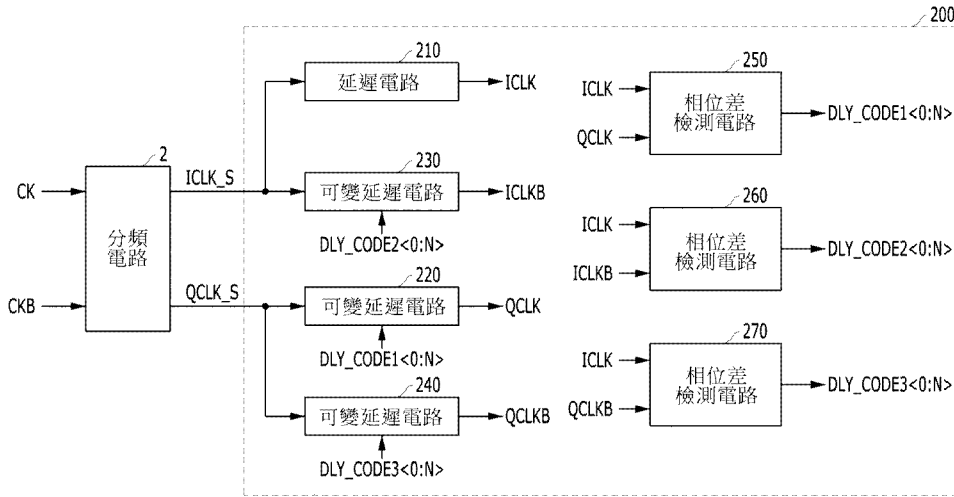 200
210
延遲電路
ICLK
2
CK
CKB
分頻
電路
ICLK_S
QCLK_S
230
可變延遲電路
ICLKB
DLY_CODE2<0:N>
220
可變延遲電路
QCLK
DLY_CODE1<0:N>
240
可變延遲電路
QCLKB
DLY_CODE3<0:N>
250
ICLK
QCLK
相位差
檢測電路
DLY_CODE1<0:N>
260
ICLK
ICLKB
相位差
檢測電路
DLY_CODE2<0:N>
270
ICLK
QCLKB
相位差
檢測電路
DLY_CODE3<0:N>